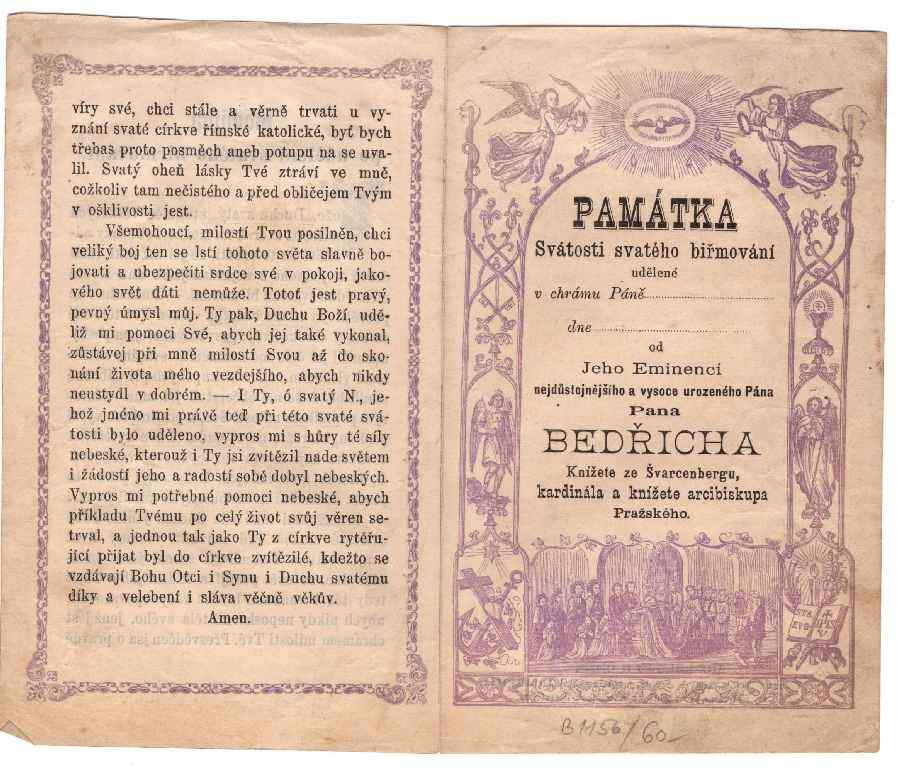 víry své, chci stále a věrně trvati u vy-
znání svaté církve římské katolické, byť bych
třebas proto posměch aneb potupu na se uva-
lil. Svatý oheň lásky Tvé ztráví ve mně,
cožkoliv tam nečistého a před obličejem Tvým
v ošklivosti jest.
Všemohoucí, milostí Tvou posilněn, chci
veliký boj ten se lstí tohoto světa slavně bo-
jovati a ubezpečiti srdce své v pokoji, jako-
vého svět dáti nemůže. Totoť jest pravý,
pevný úmysl můj. Ty pak, Duchu Boží, udě-
liž mi pomoci Své, abych jej také vykonal,
zůstávej při mně milostí Svou až do sko-
nání života mého vezdejšího, abych nikdy
neustydl v dobrém. — I Ty, ó svatý N., je-
hož jméno mi právě teď při této svaté svá-
tosti bylo uděleno, vypros mi s hůry té síly
nebeské, kterouž i Ty jsi zvítězil nade světem
i žádostí jeho a radostí sobě dobyl nebeských.
Vypros mi potřebné pomoci nebeské, abych
příkladu Tvému po celý život svůj věren se-
trval, a jednou tak jako Ty z církve rytěřu-
jící přijat byl do církve zvítězilé, kdežto se
vzdávají Bohu Otci i Synu i Duchu svatému
díky a velebení i sláva věčně věkův.
Amen.
PAMÁTKA
Svátosti svatého biřmování
udělené
v chrámu Páně
dne
od
Jeho Eminencí
nejdůstojnějšího a vysoce urozeného Pána
Pana
BEDŘICHA
Knížete ze Švarcenbergu,
kardinála a knížete arcibiskupa
Pražského.
B1156/60